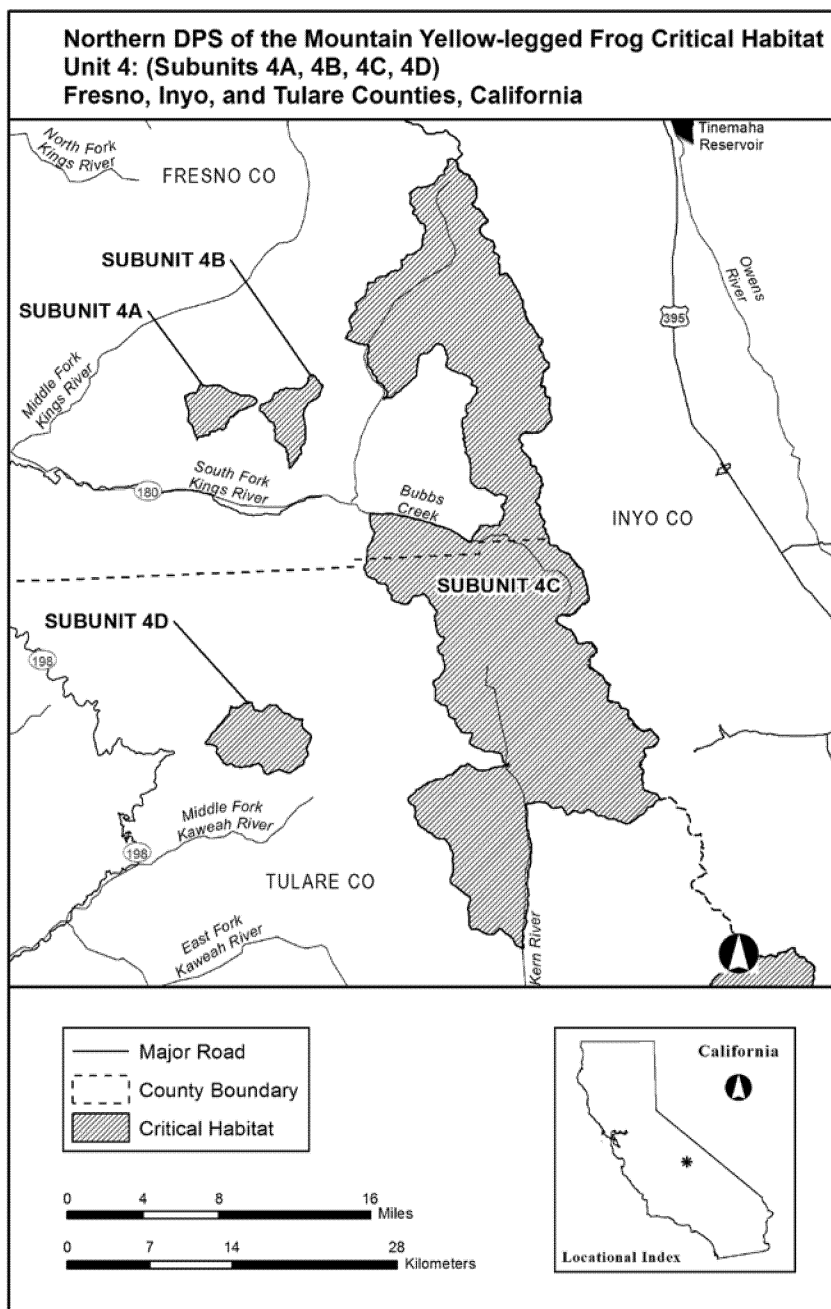 Northern DPS of the Mountain Yellow-legged Frog Critical Habitat
Unit 4: (Subunits 4A, 4B, 4C, 4D)
Fresno, Inyo, and Tulare Counties, California
Tinemaha
Reservoir
North Fork
Kings River
FRESNO CO
SUBUNIT 4B
SUBUNIT 4A
Owens
River
395
Middle Fork
Kings River
South Fork
Kings River
180
Bubbs
Creek
INYO CO
SUBUNIT 4C
SUBUNIT 4D
198
Middle Fork
Kaweah River
198
TULARE CO
East Fork
Kaweah River
Kern River
Major Road
County Boundary
Critical Habitat
0 4 8 16
Miles
0 7 14 28
Kilometers
California
Locational Index